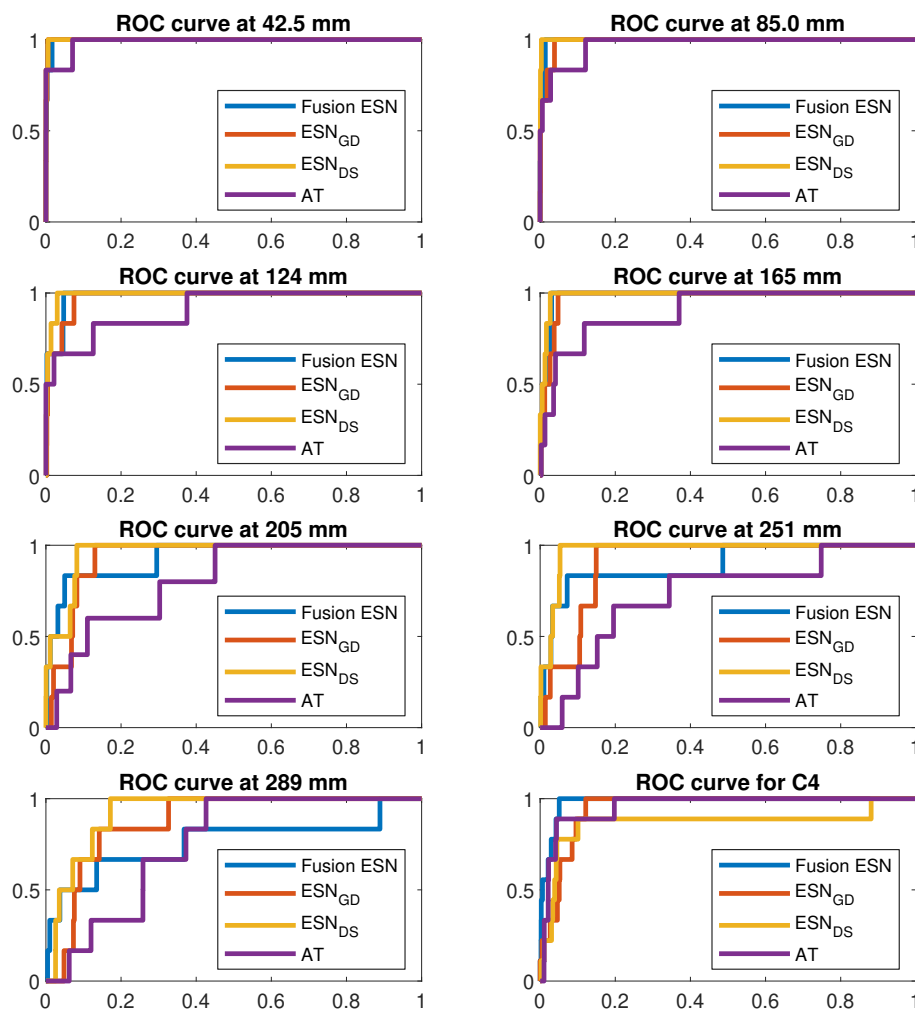 ROC curve at 42.5 mm
1
0.5
0
0 0.2 0.4 0.6 0.8 1
Fusion ESN
ESN_GD
ESN_DS
AT
ROC curve at 85.0 mm
1
0.5
0
0 0.2 0.4 0.6 0.8 1
Fusion ESN
ESN_GD
ESN_DS
AT
ROC curve at 124 mm
1
0.5
0
0 0.2 0.4 0.6 0.8 1
Fusion ESN
ESN_GD
ESN_DS
AT
ROC curve at 165 mm
1
0.5
0
0 0.2 0.4 0.6 0.8 1
Fusion ESN
ESN_GD
ESN_DS
AT
ROC curve at 205 mm
1
0.5
0
0 0.2 0.4 0.6 0.8 1
Fusion ESN
ESN_GD
ESN_DS
AT
ROC curve at 251 mm
1
0.5
0
0 0.2 0.4 0.6 0.8 1
Fusion ESN
ESN_GD
ESN_DS
AT
ROC curve at 289 mm
1
0.5
0
0 0.2 0.4 0.6 0.8 1
Fusion ESN
ESN_GD
ESN_DS
AT
ROC curve for C4
1
0.5
0
0 0.2 0.4 0.6 0.8 1
Fusion ESN
ESN_GD
ESN_DS
AT